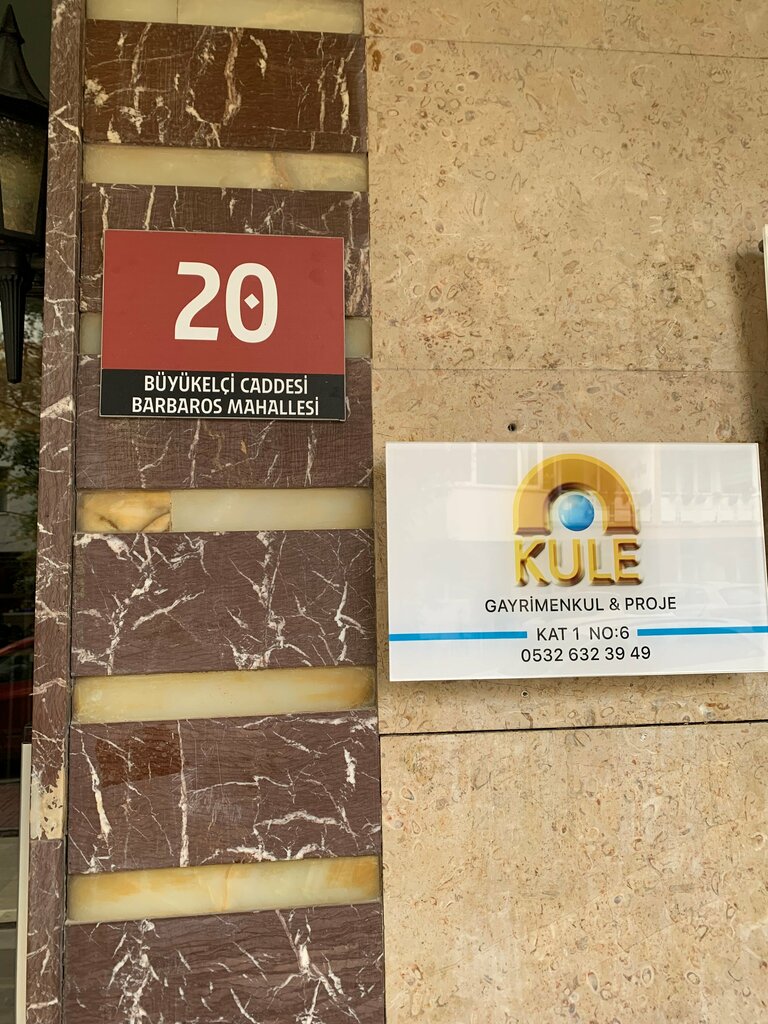 20
BÜYÜKELÇİ CADDESİ
BARBAROS MAHALLESİ
KULE
GAYRİMENKUL & PROJE
KAT 1 NO:6
0532 632 39 49